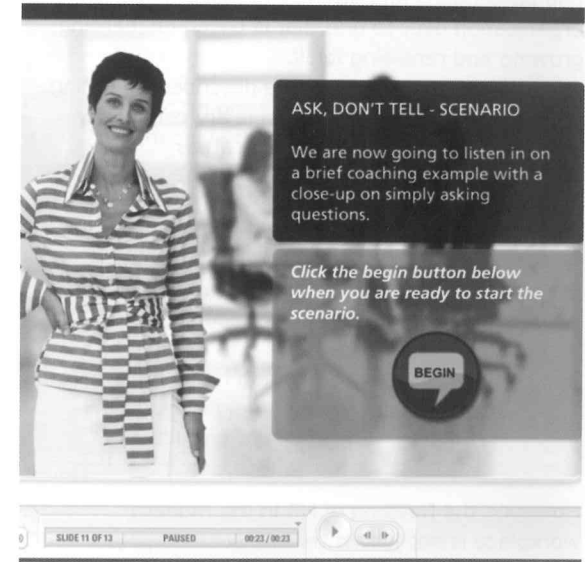 ASK, DON'T TELL - SCENARIO
We are now going to listen in on
a brief coaching example with a
close-up on simply asking
questions.
Click the begin button below
when you are ready to start the
scenario.
BEGIN
SLIDE 11 OF 13 PAUSED 00:23 / 00:23